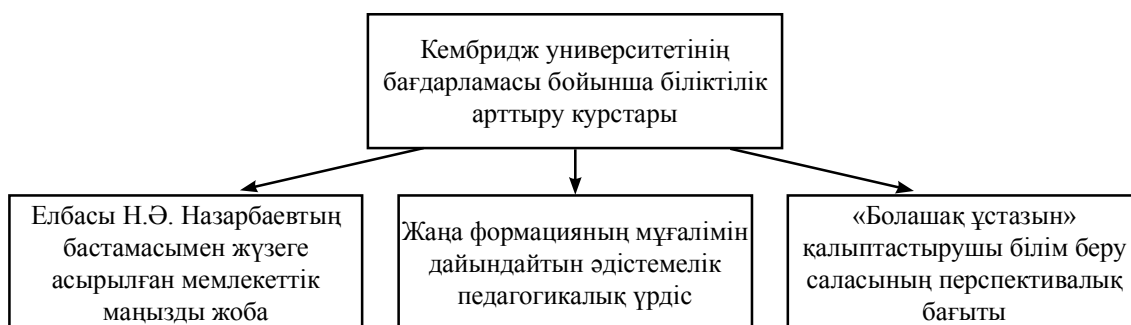 Кембридж университетінің
бағдарламасы бойынша біліктілік
арттыру курстары
Елбасы Н.Ә. Назарбаевтың
бастамасымен жүзеге
асырылған мемлекеттік
маңызды жоба
Жаңа формацияның мұғалімін
дайындайтын әдістемелік
педагогикалық үрдіс
«Болашақ ұстазын»
қалыптастырушы білім беру
саласының перспективалық
бағыты